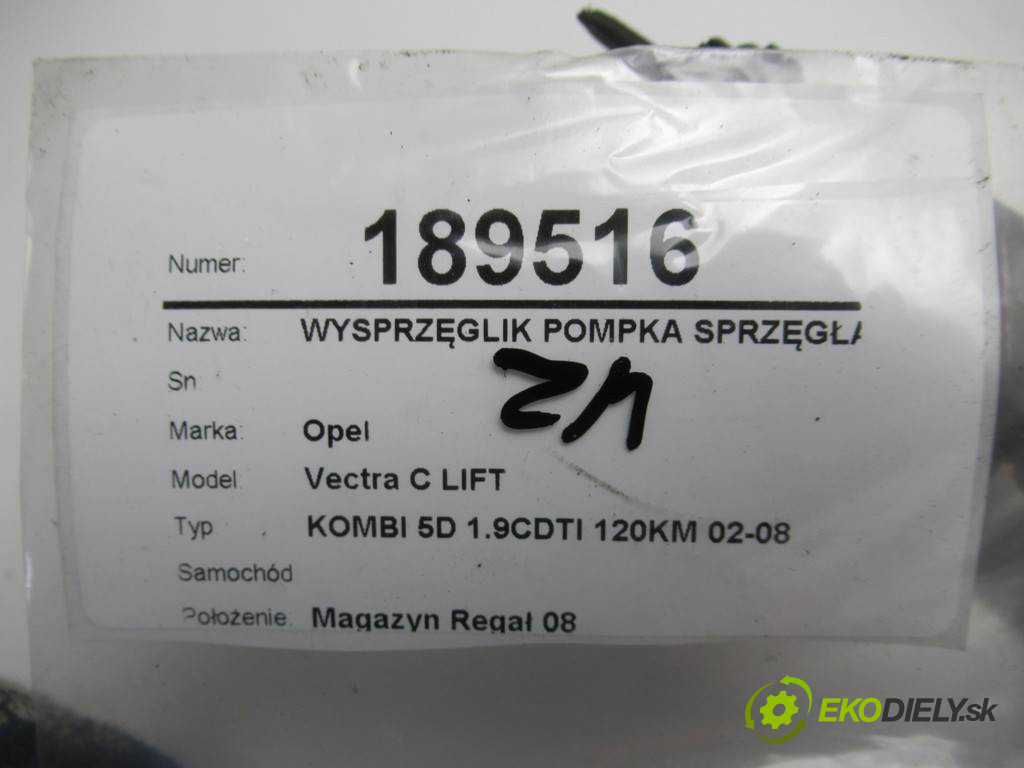 Numer: 189516
Nazwa: WYSPRZĘGLIK POMPKA SPRZĘGŁA
Sn
Marka: Opel
Model: Vectra C LIFT
Typ KOMBI 5D 1.9CDTI 120KM 02-08
Samochód
Położenie: Magazyn Regał 08
EKODIELY.sk